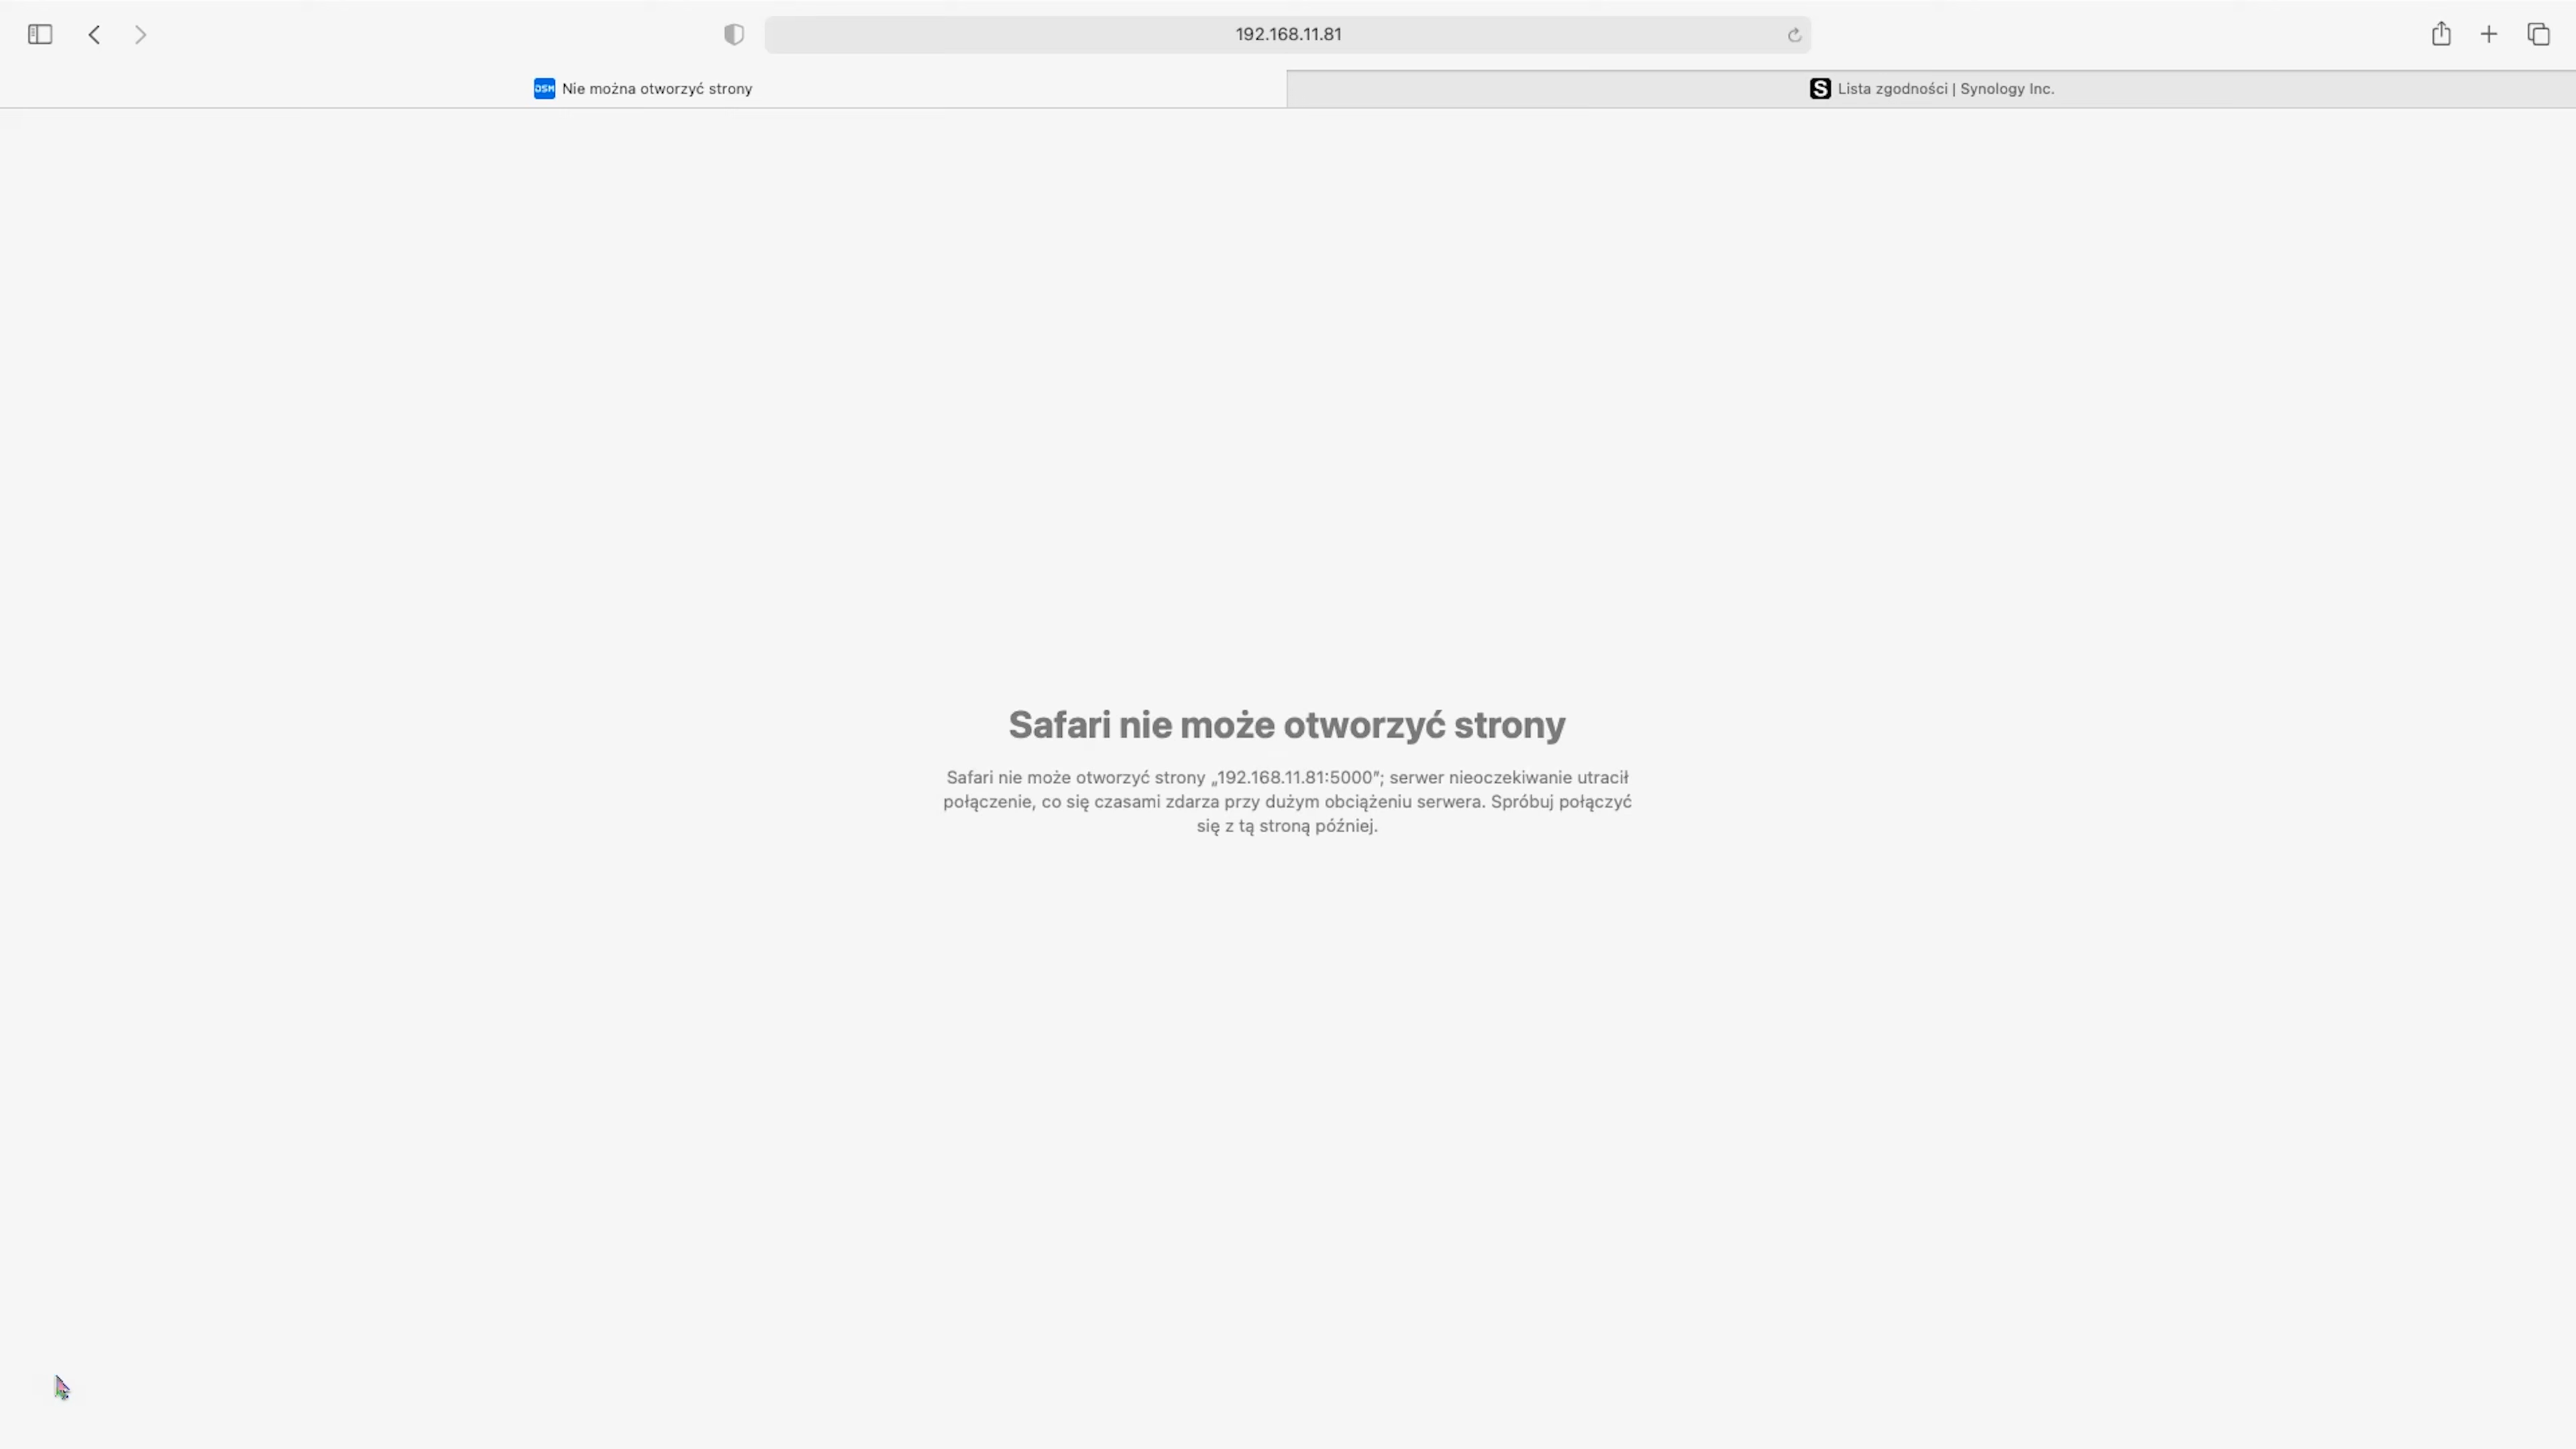 192.168.11.81
DSM Nie można otworzyć strony
S Lista zgodności | Synology Inc.
Safari nie może otworzyć strony
Safari nie może otworzyć strony „192.168.11.81:5000”; serwer nieoczekiwanie utracił
połączenie, co się czasami zdarza przy dużym obciążeniu serwera. Spróbuj połączyć
się z tą stroną później.